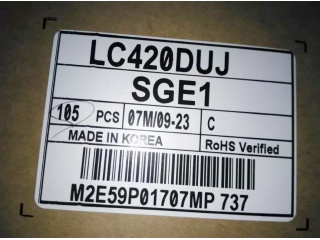 LC420DUJ
SGE1
105 PCS 07M/09-23 C
MADE IN KOREA RoHS Verified
M2E59P01707MP 737